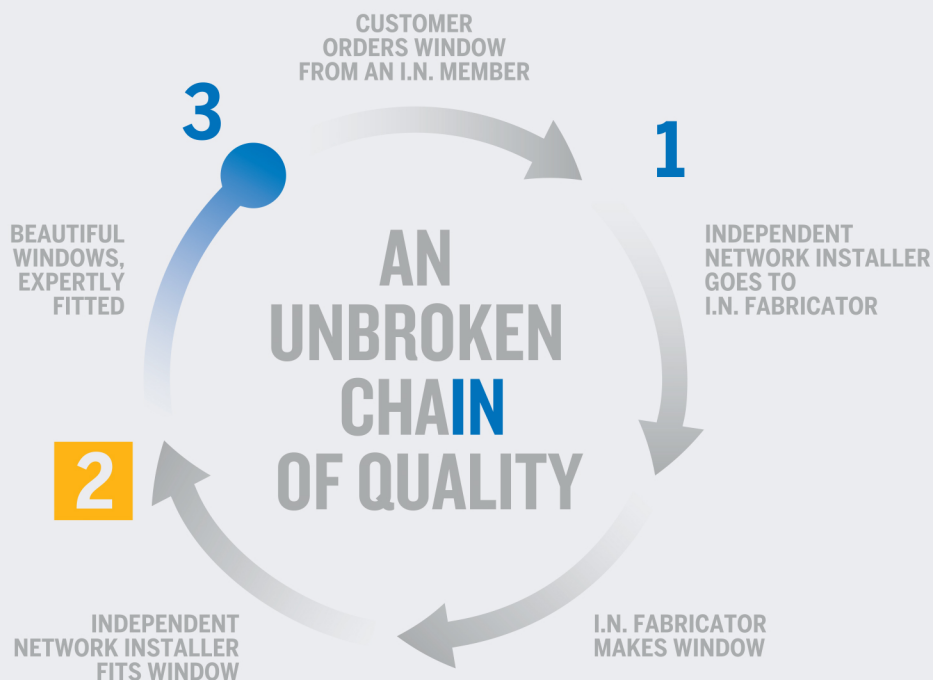 CUSTOMER
ORDERS WINDOW
FROM AN I.N. MEMBER
1
INDEPENDENT
NETWORK INSTALLER
GOES TO
I.N. FABRICATOR
I.N. FABRICATOR
MAKES WINDOW
INDEPENDENT
NETWORK INSTALLER
FITS WINDOW
2
BEAUTIFUL
WINDOWS,
EXPERTLY
FITTED
3
AN
UNBROKEN
CHAIN
OF QUALITY